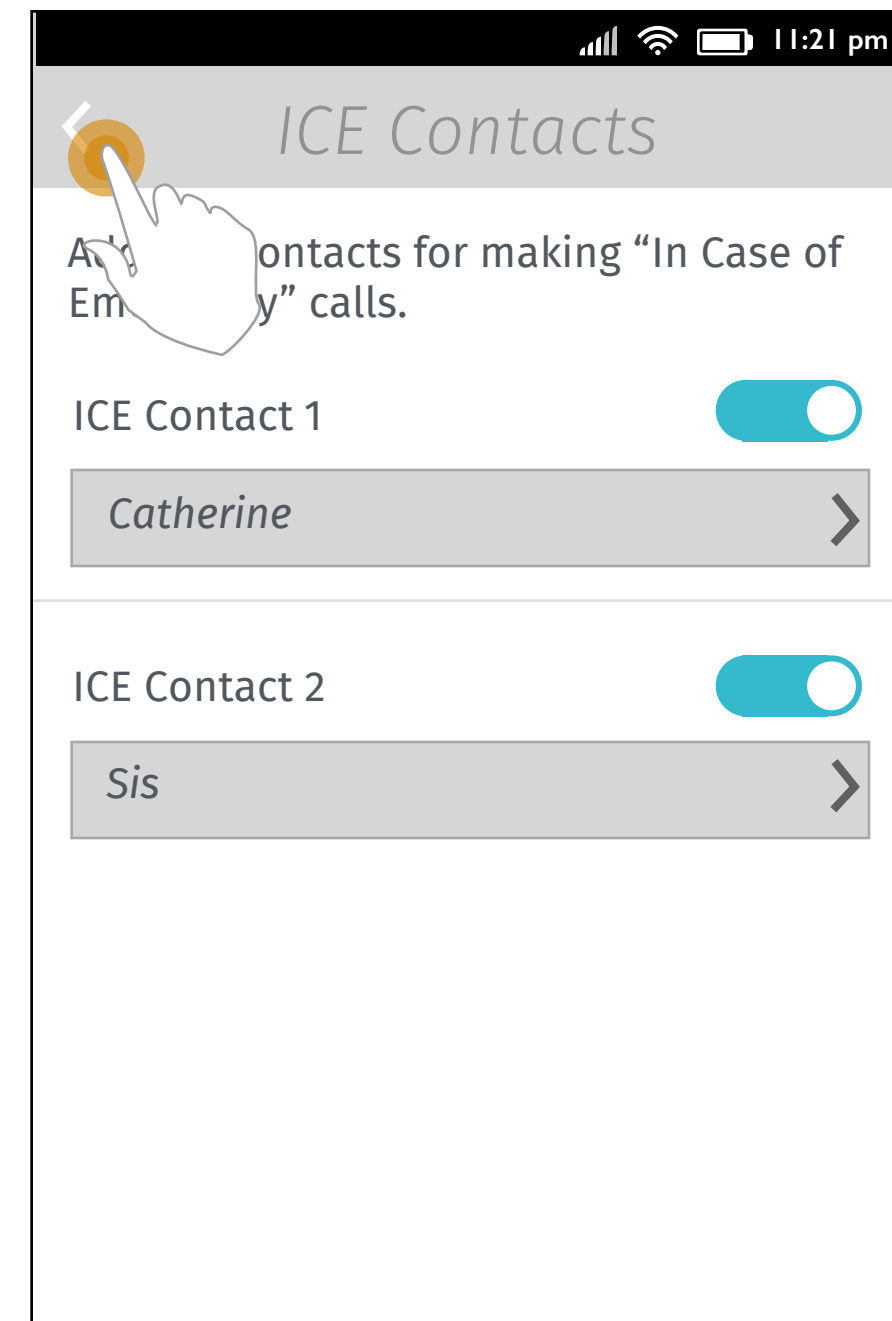 11:21 pm
ICE Contacts
ontacts for making “In Case of
y” calls.
ICE Contact 1
Catherine
ICE Contact 2
Sis